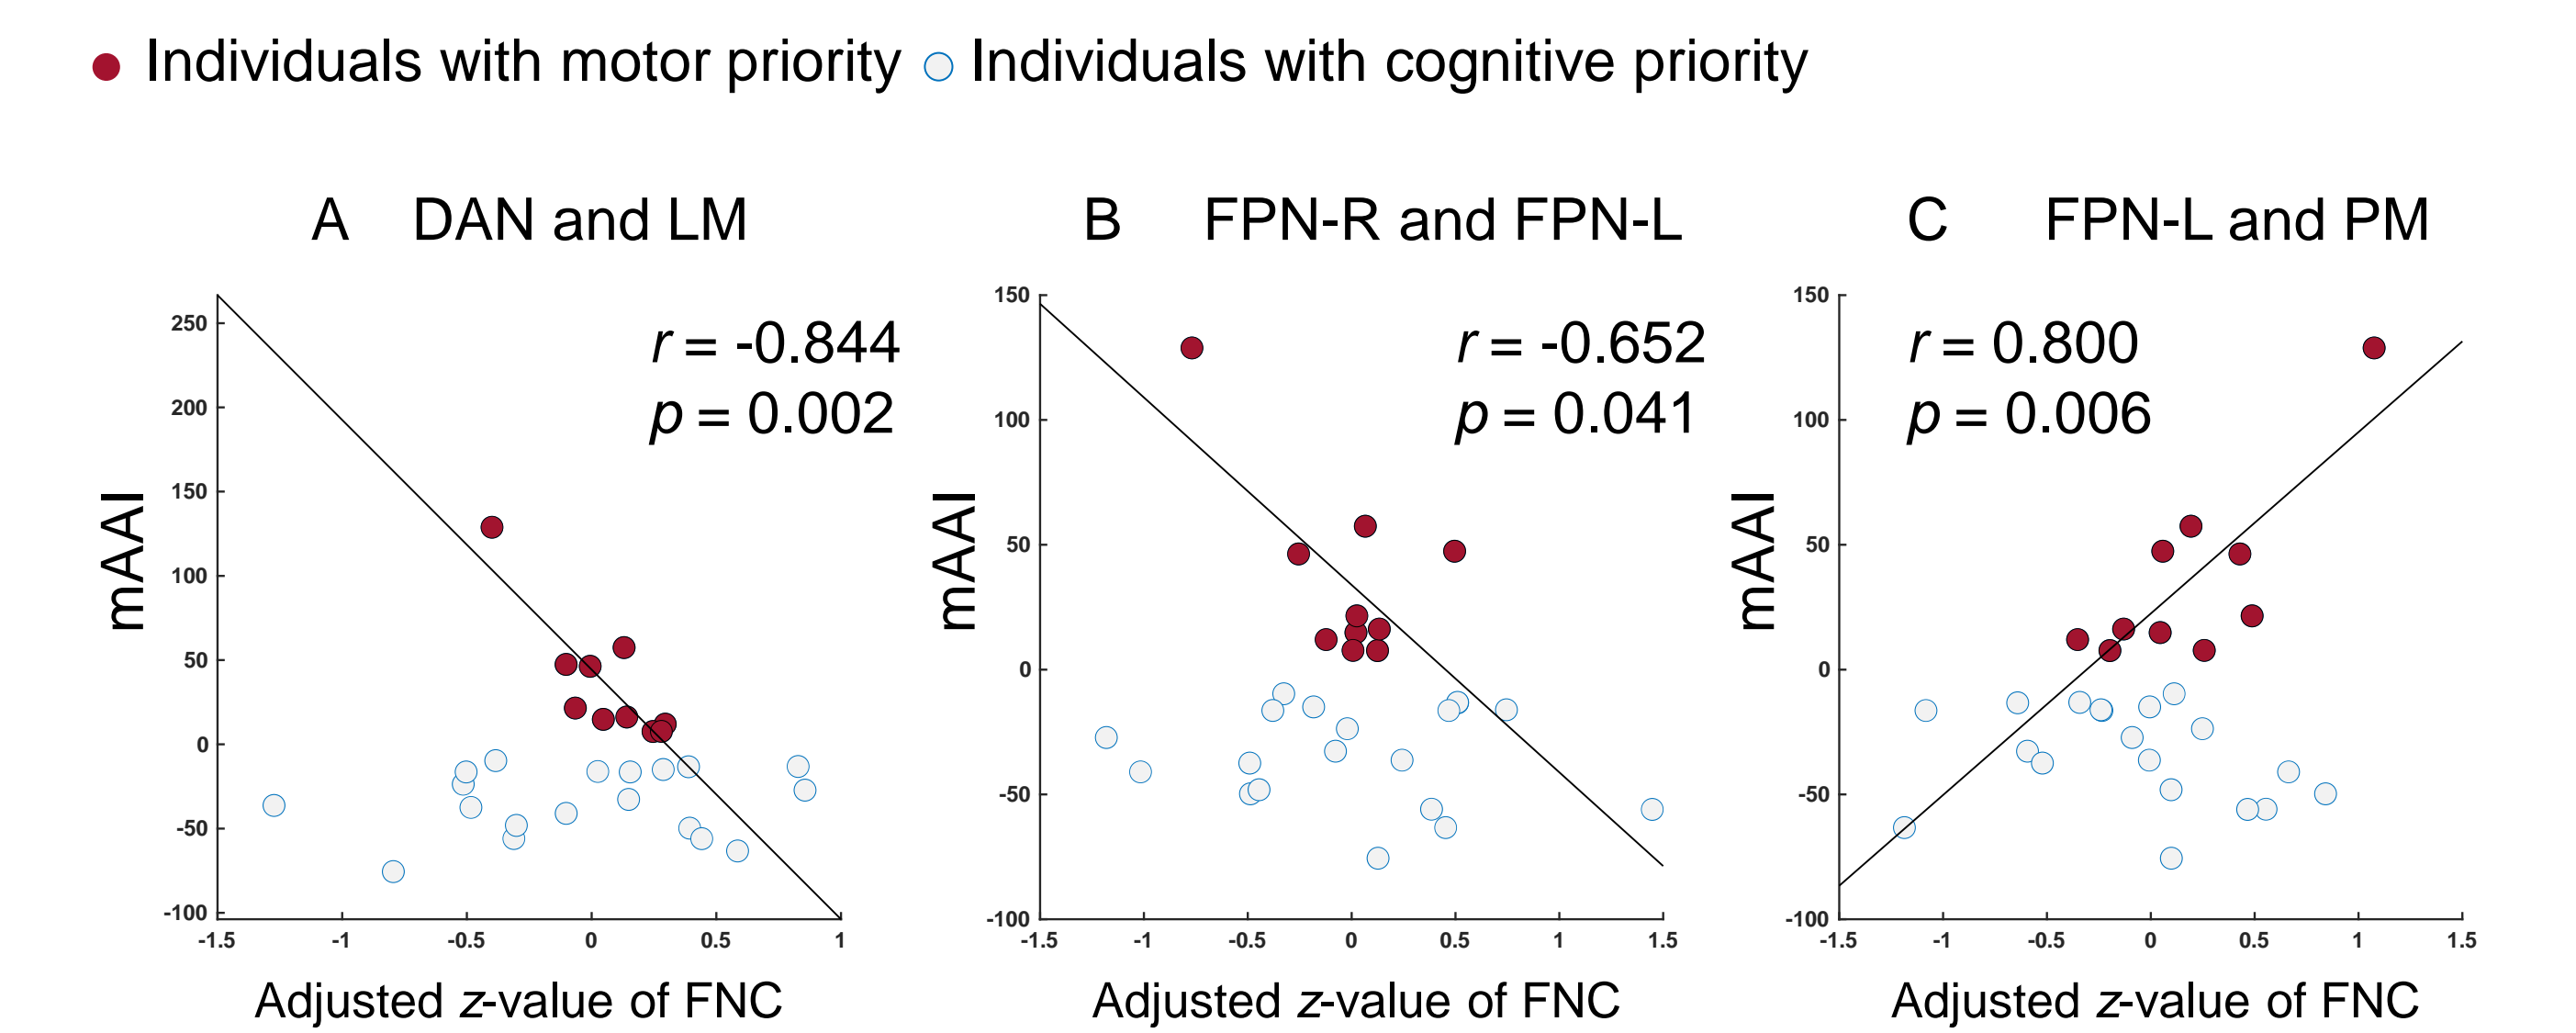 Individuals with motor priority Individuals with cognitive priority
A DAN and LM
B FPN-R and FPN-L
C FPN-L and PM
r = -0.844
p = 0.002
mAAI
250
200
150
100
50
0
-50
-100
-1.5 -1 -0.5 0 0.5 1
Adjusted z-value of FNC
r = -0.652
p = 0.041
mAAI
150
100
50
0
-50
-100
-1.5 -1 -0.5 0 0.5 1 1.5
Adjusted z-value of FNC
r = 0.800
p = 0.006
mAAI
150
100
50
0
-50
-100
-1.5 -1 -0.5 0 0.5 1 1.5
Adjusted z-value of FNC